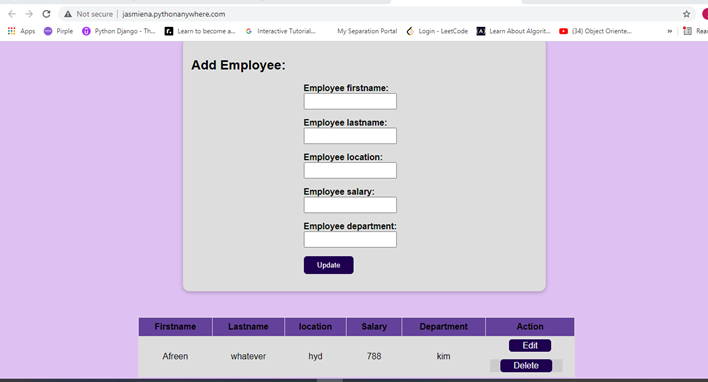 Not secure | jasmiena.pythonanywhere.com
Apps Pirple Python Django - Th... Learn to become a... Interactive Tutorial... My Separation Portal Login - LeetCode Learn About Algorit... (34) Object Oriente... » Rea
Add Employee:
Employee firstname:
Employee lastname:
Employee location:
Employee salary:
Employee department:
Update
Firstname Lastname location Salary Department Action
Afreen whatever hyd 788 kim Edit
Delete